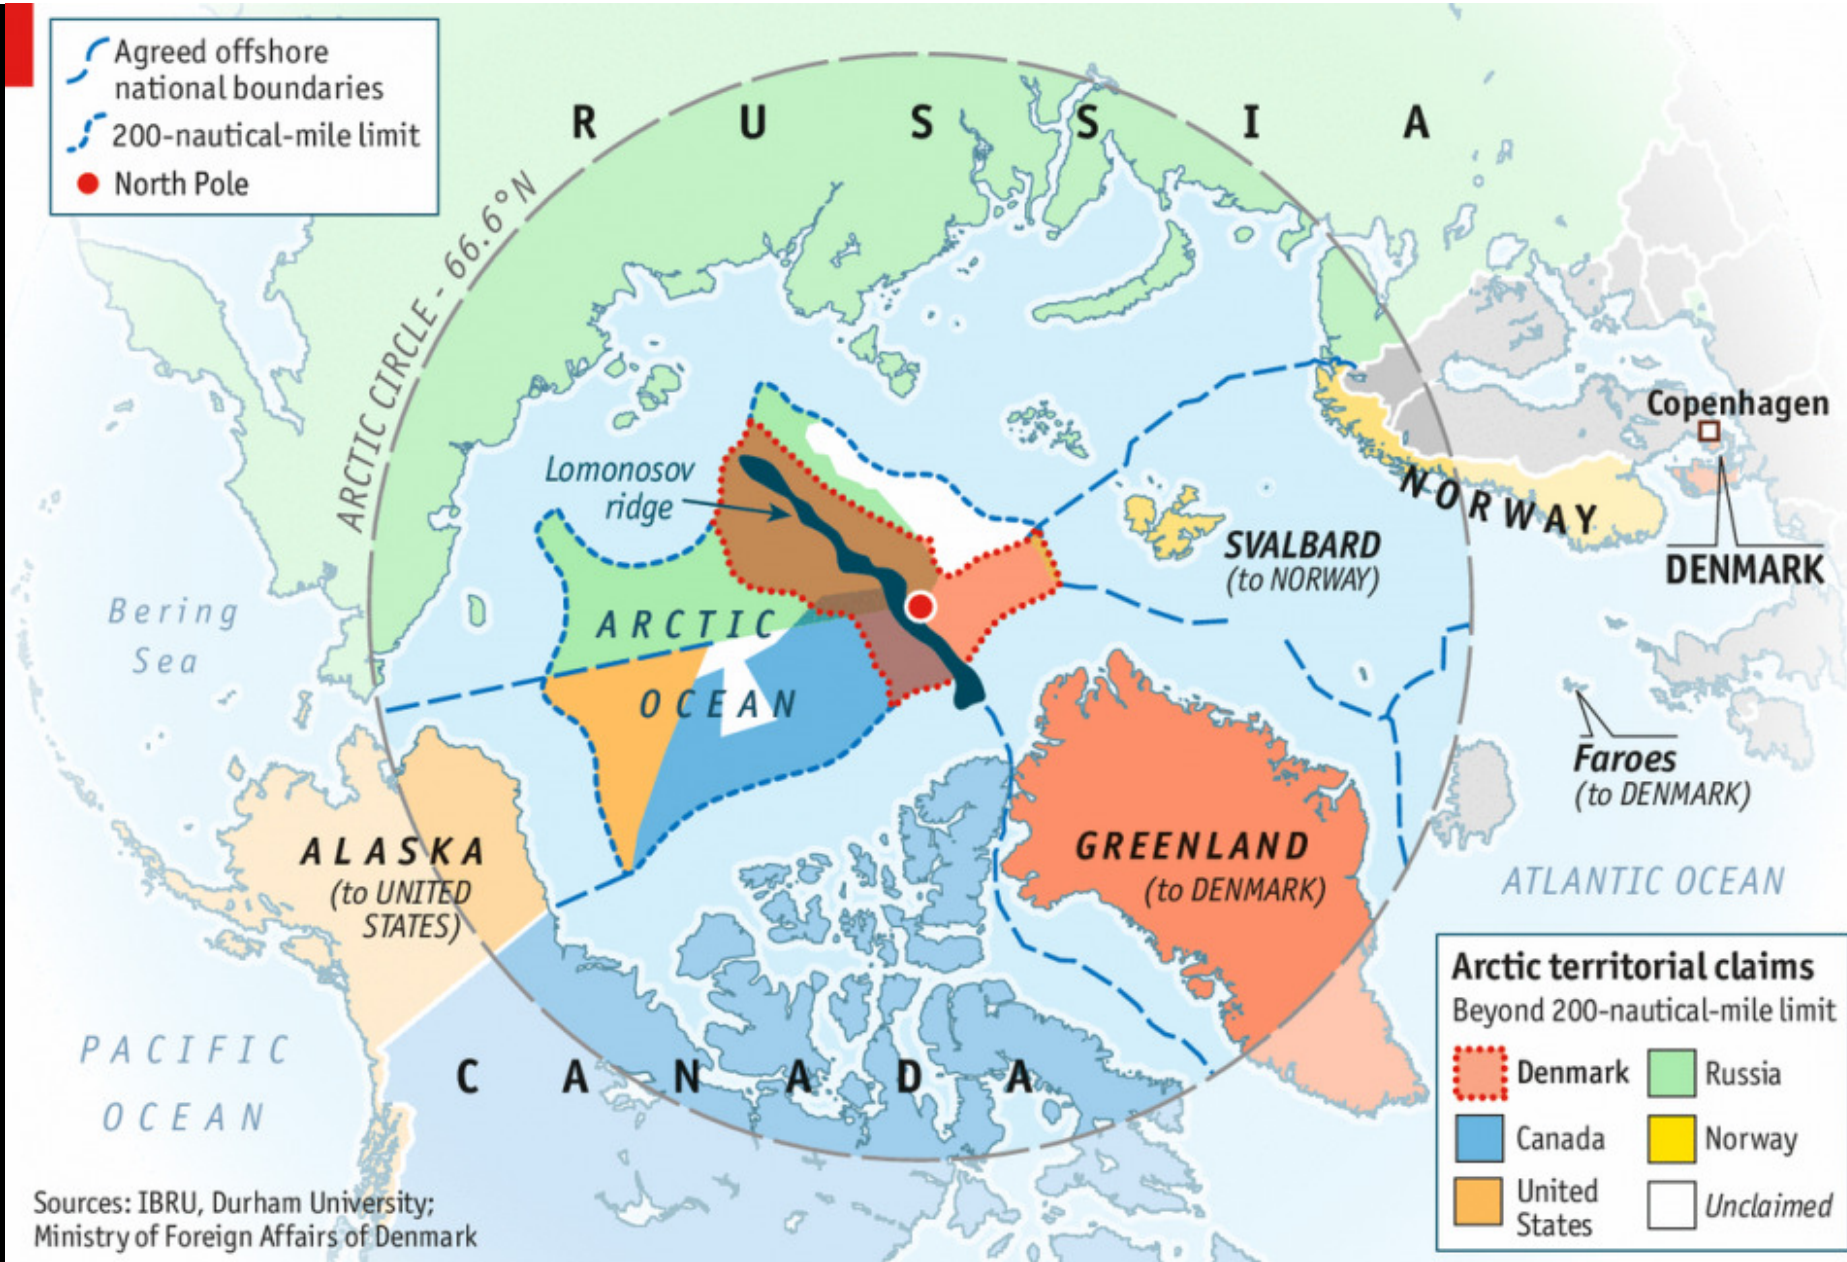 Agreed offshore
national boundaries
200-nautical-mile limit
North Pole
RUSSIA
ARCTIC CIRCLE - 66.6°N
Lomonosov
ridge
Copenhagen
NORWAY
DENMARK
SVALBARD
(to NORWAY)
ARCTIC
OCEAN
Bering
Sea
Faroes
(to DENMARK)
ALASKA
(to UNITED
STATES)
GREENLAND
(to DENMARK)
ATLANTIC OCEAN
PACIFIC
OCEAN
CANADA
Arctic territorial claims
Beyond 200-nautical-mile limit
Denmark
Russia
Canada
Norway
United
States
Unclaimed
Sources: IBRU, Durham University;
Ministry of Foreign Affairs of Denmark